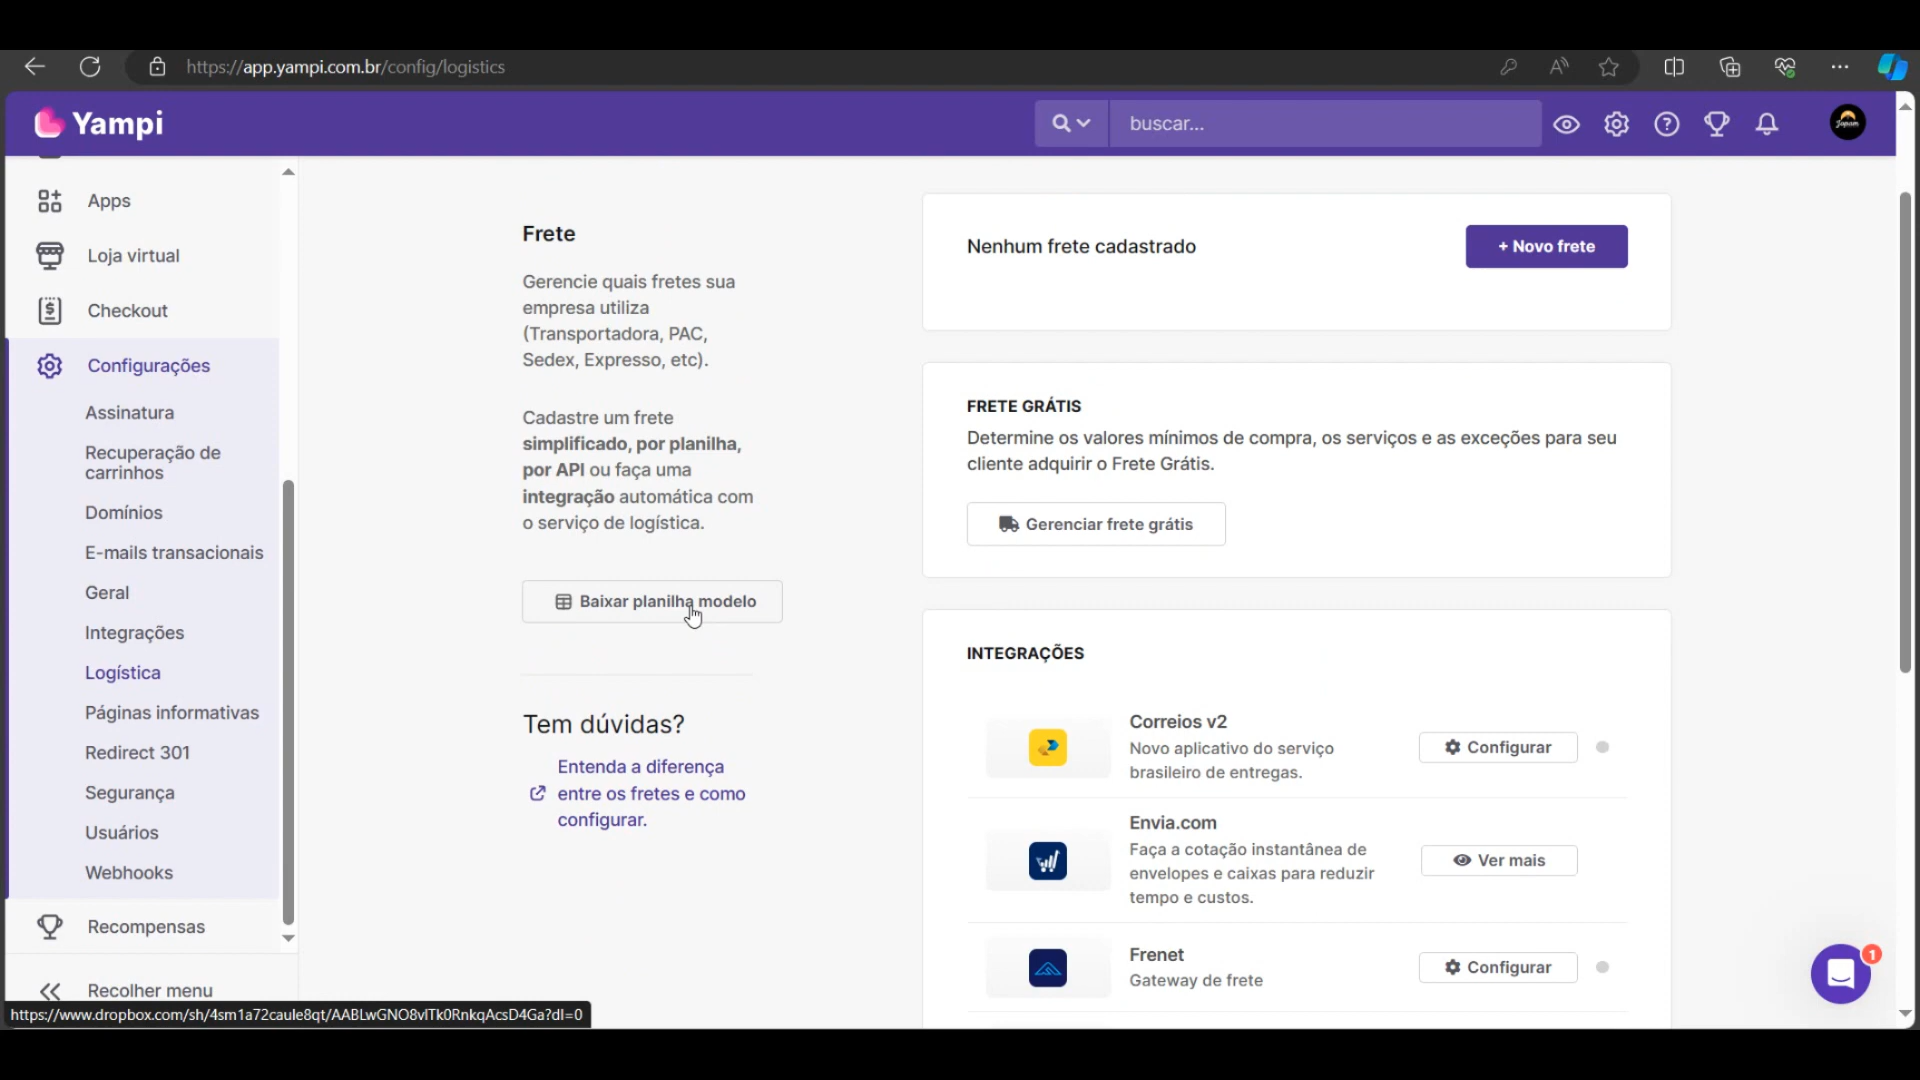 https://app.yampi.com.br/config/logistics
Yampi
buscar...
Japam
Apps
Loja virtual
Checkout
Configurações
Assinatura
Recuperação de
carrinhos
Domínios
E-mails transacionais
Geral
Integrações
Logística
Páginas informativas
Redirect 301
Segurança
Usuários
Webhooks
Recompensas
Recolher menu
Frete
Gerencie quais fretes sua
empresa utiliza
(Transportadora, PAC,
Sedex, Expresso, etc).
Cadastre um frete
simplificado, por planilha,
por API ou faça uma
integração automática com
o serviço de logística.
Baixar planilha modelo
Tem dúvidas?
Entenda a diferença
entre os fretes e como
configurar.
Nenhum frete cadastrado
+ Novo frete
FRETE GRÁTIS
Determine os valores mínimos de compra, os serviços e as exceções para seu
cliente adquirir o Frete Grátis.
Gerenciar frete grátis
INTEGRAÇÕES
Correios v2
Novo aplicativo do serviço
brasileiro de entregas.
Configurar
Envia.com
Faça a cotação instantânea de
envelopes e caixas para reduzir
tempo e custos.
Ver mais
Frenet
Gateway de frete
Configurar
1
https://www.dropbox.com/sh/4sm1a72caule8qt/AABLwGNO8vlTk0RnkqAcsD4Ga?dl=0